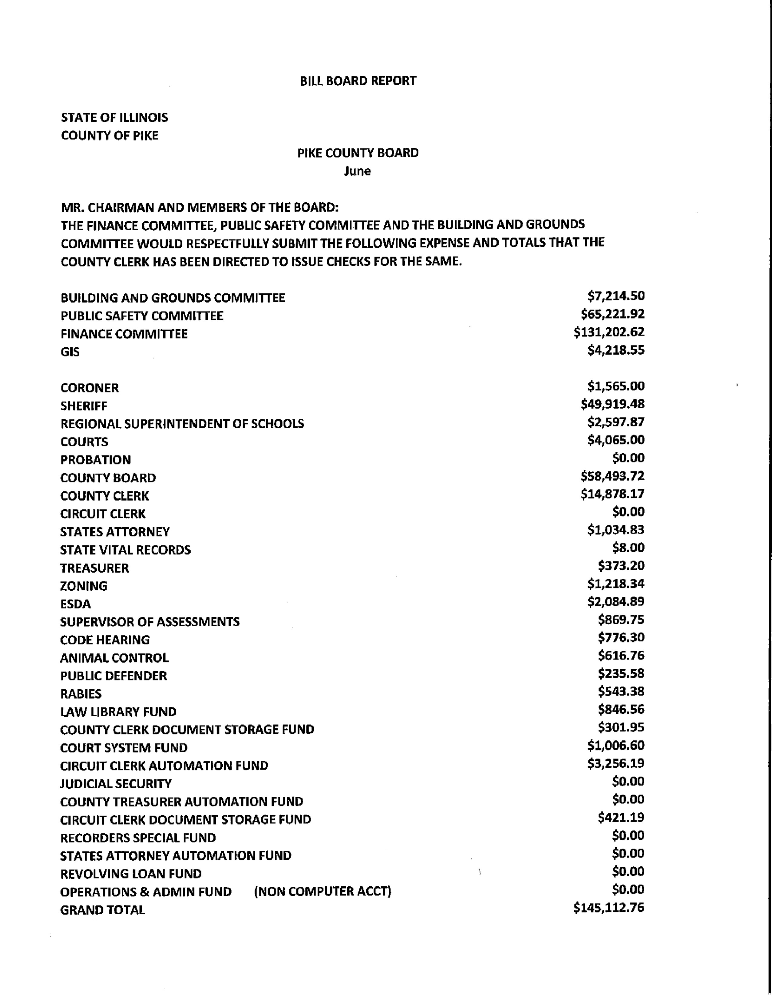 BILL BOARD REPORT
STATE OF ILLINOIS
COUNTY OF PIKE
PIKE COUNTY BOARD
June
MR. CHAIRMAN AND MEMBERS OF THE BOARD:
THE FINANCE COMMITTEE, PUBLIC SAFETY COMMITTEE AND THE BUILDING AND GROUNDS
COMMITTEE WOULD RESPECTFULLY SUBMIT THE FOLLOWING EXPENSE AND TOTALS THAT THE
COUNTY CLERK HAS BEEN DIRECTED TO ISSUE CHECKS FOR THE SAME.
BUILDING AND GROUNDS COMMITTEE $7,214.50
PUBLIC SAFETY COMMITTEE $65,221.92
FINANCE COMMITTEE $131,202.62
GIS $4,218.55
CORONER $1,565.00
SHERIFF $49,919.48
REGIONAL SUPERINTENDENT OF SCHOOLS $2,597.87
COURTS $4,065.00
PROBATION $0.00
COUNTY BOARD $58,493.72
COUNTY CLERK $14,878.17
CIRCUIT CLERK $0.00
STATES ATTORNEY $1,034.83
STATE VITAL RECORDS $8.00
TREASURER $373.20
ZONING $1,218.34
ESDA $2,084.89
SUPERVISOR OF ASSESSMENTS $869.75
CODE HEARING $776.30
ANIMAL CONTROL $616.76
PUBLIC DEFENDER $235.58
RABIES $543.38
LAW LIBRARY FUND $846.56
COUNTY CLERK DOCUMENT STORAGE FUND $301.95
COURT SYSTEM FUND $1,006.60
CIRCUIT CLERK AUTOMATION FUND $3,256.19
JUDICIAL SECURITY $0.00
COUNTY TREASURER AUTOMATION FUND $0.00
CIRCUIT CLERK DOCUMENT STORAGE FUND $421.19
RECORDERS SPECIAL FUND $0.00
STATES ATTORNEY AUTOMATION FUND $0.00
REVOLVING LOAN FUND $0.00
OPERATIONS & ADMIN FUND (NON COMPUTER ACCT) $0.00
GRAND TOTAL $145,112.76